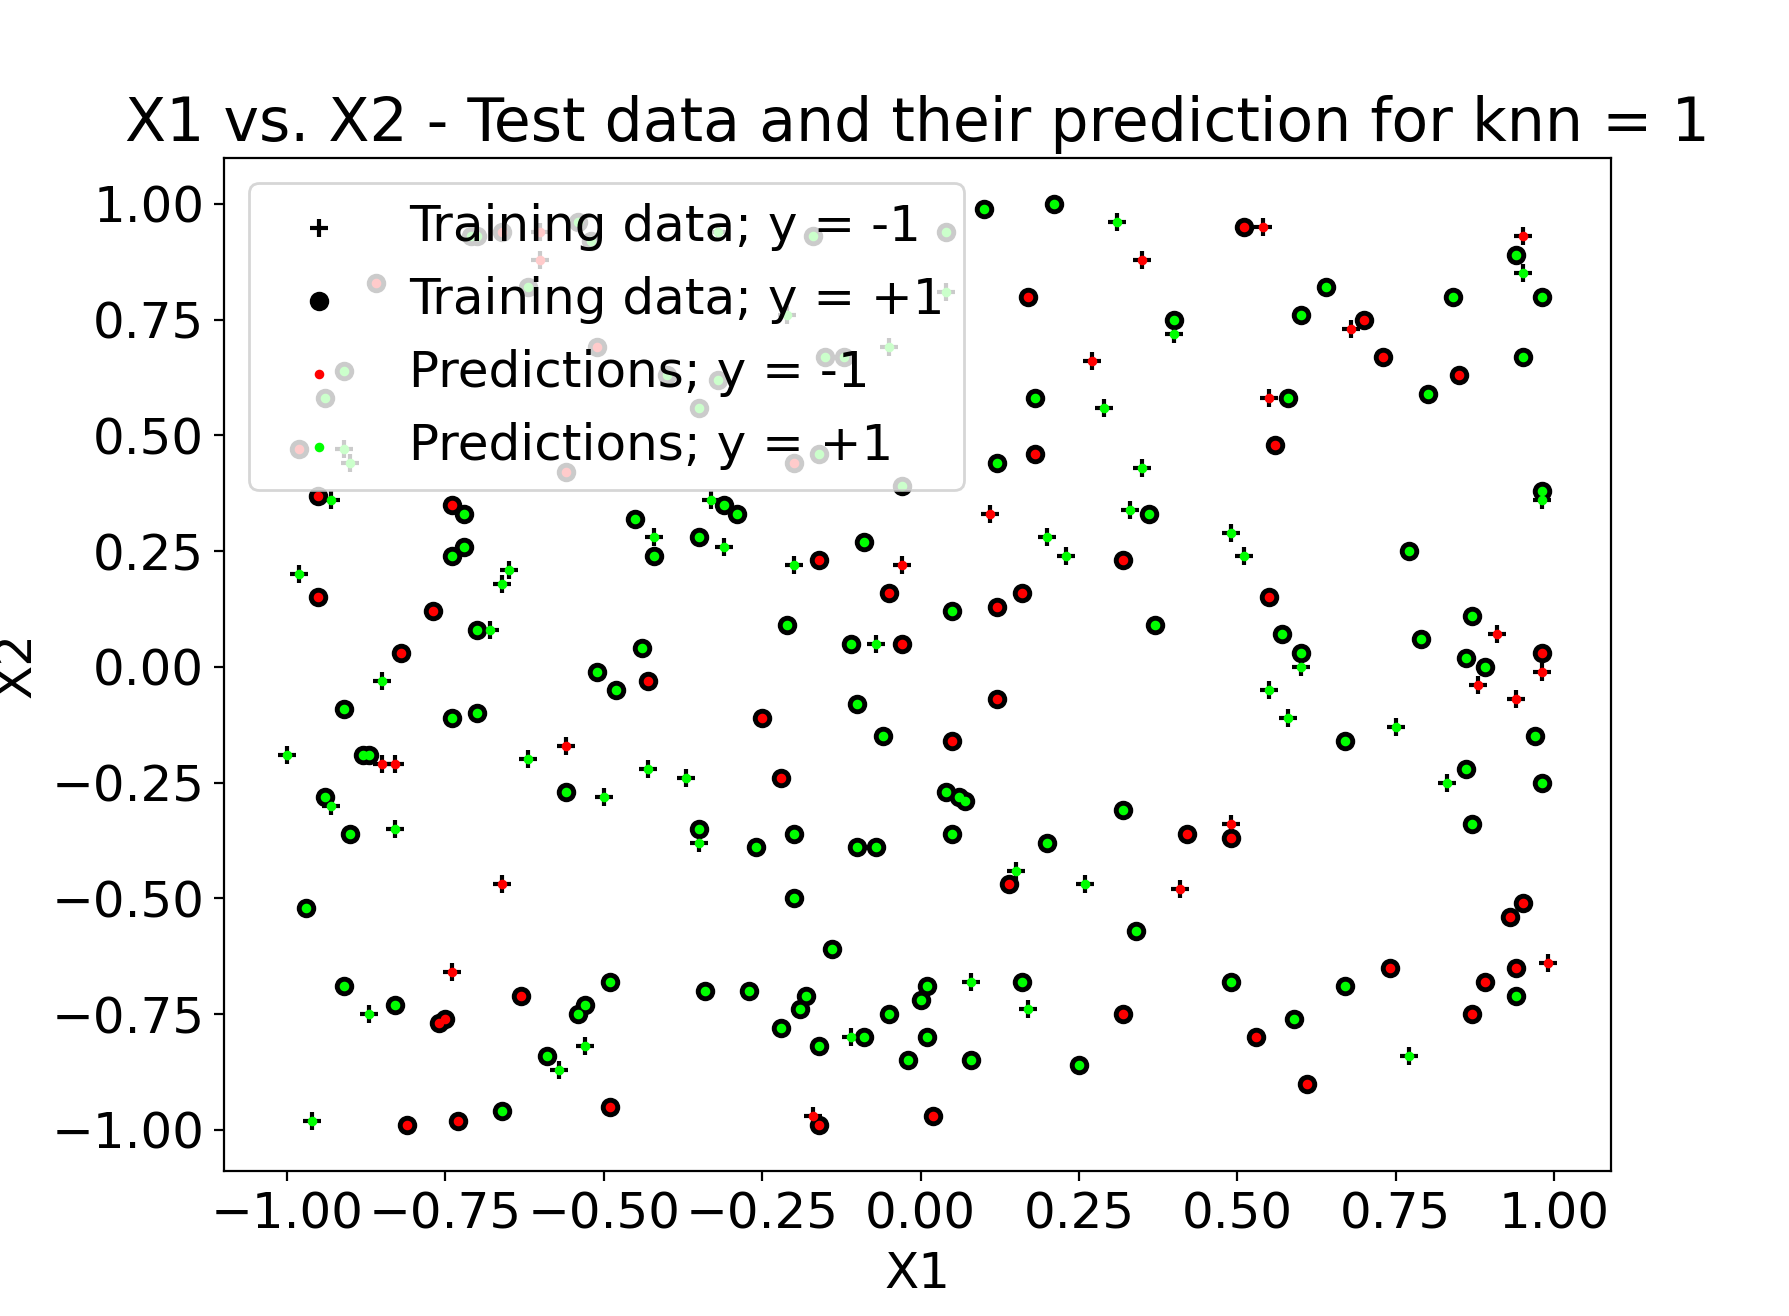 X1 vs. X2 - Test data and their prediction for knn = 1
1.00
0.75
0.50
0.25
0.00
−0.25
−0.50
−0.75
−1.00
X2
Training data; y = -1
Training data; y = +1
Predictions; y = -1
Predictions; y = +1
−1.00 −0.75 −0.50 −0.25 0.00 0.25 0.50 0.75 1.00
X1